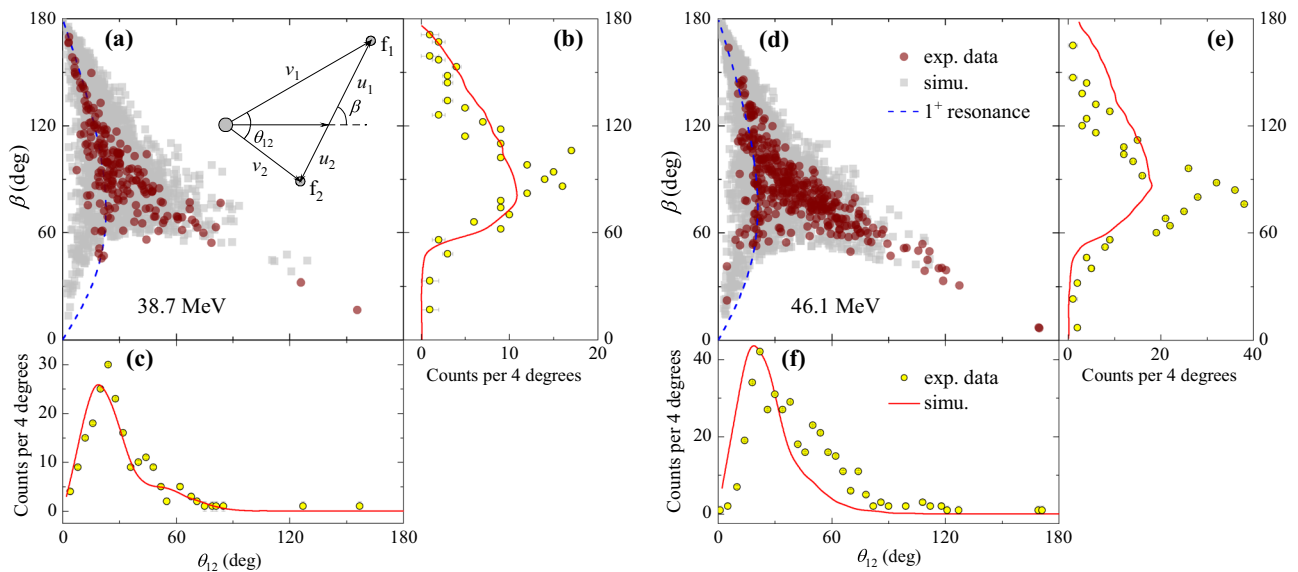 180
120
60
0
β (deg)
(a)
v₁
f₁
u₁
β
θ₁₂
v₂
u₂
f₂
38.7 MeV
(b)
180
120
60
0
0 10 20
Counts per 4 degrees
(c)
30
20
10
0
Counts per 4 degrees
0 60 120 180
θ₁₂ (deg)
180
120
60
0
β (deg)
(d)
exp. data
simu.
1⁺ resonance
46.1 MeV
(e)
180
120
60
0
0 20 40
Counts per 4 degrees
(f)
exp. data
simu.
40
20
0
Counts per 4 degrees
0 60 120 180
θ₁₂ (deg)